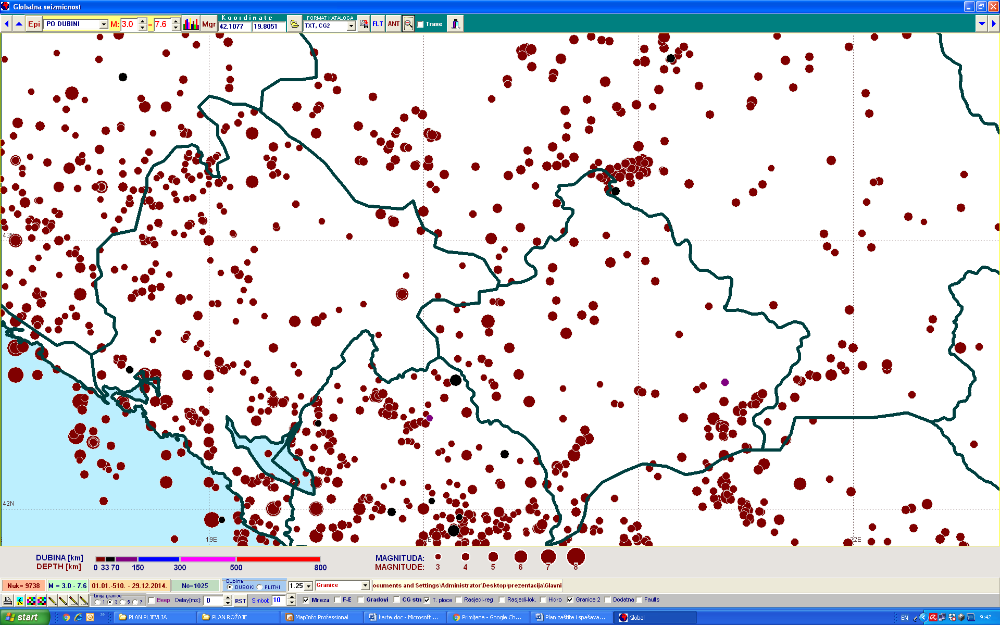 Globalna seizmicnost
Epi PO DUBINI M: 3.0 – 7.6 Mgr Koordinate 42.1077 19.8051 FORMAT KATALOGA TXT, CG2 FLT ANT Trase
43N
42N
19E
22E
DUBINA [km]
DEPTH [km]
0 33 70 150 300 500 800
MAGNITUDA:
MAGNITUDE: 3 4 5 6 7 8
Nuk= 9738 M = 3.0 - 7.6 01.01.-510. - 29.12.2014. No=1025 Dubina DUBOKI PLITKI 1.25 Granice ocuments and Settings\Administrator\Desktop\prezentacija\Glavni
Linija granice 1 3 5 7 Beep Delay[ms]: 0 RST Simbol: 10 Mreza F-E Gradovi CG stn T. ploce Rasjedi-reg. Rasjedi-lok. Hidro Granice 2 Dodatna Faults
start PLAN PLJEVLJA PLAN ROŽAJE MapInfo Professional karte.doc - Microsoft ... Primljene - Google Ch... Plan zaštite i spašava... Global EN 9:42